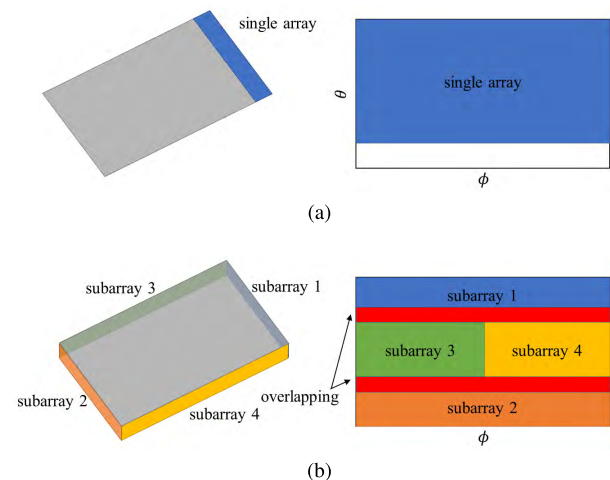 single array
θ
single array
ϕ
(a)
subarray 3
subarray 1
subarray 2
subarray 4
overlapping
subarray 1
subarray 3
subarray 4
subarray 2
ϕ
(b)